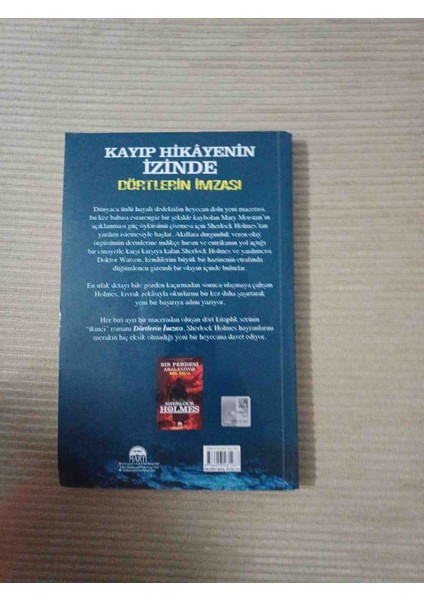 KAYIP HİKÂYENİN
İZİNDE
DÖRTLERİN İMZASI
Dünyaca ünlü hayali dedektifin heyecan dolu yeni macerası,
bu kez babası esrarengiz bir şekilde kaybolan Mary Morstan'ın
açıklanması güç öyküsünü çözmesi için Sherlock Holmes'tan
yardım istemesiyle başlar. Akıllara durgunluk veren olay
örgüsünün derinlerine indikçe hırsın ve entrikanın yol açtığı
bir cinayetle karşı karşıya kalan Sherlock Holmes ve yardımcısı
Doktor Watson, kendilerini büyük bir hazinenin etrafında
düğümlenen gizemli bir olayın içinde bulurlar.
En ufak detayı bile gözden kaçırmadan sonuca ulaşmaya çalışan
Holmes, kıvrak zekâsıyla okurlarını bir kez daha şaşırtarak
yeni bir başarıya adını yazıyor.
Her biri ayrı bir maceradan oluşan dört kitaplık serinin
"ikinci" romanı Dörtlerin İmzası, Sherlock Holmes hayranlarını
merakın hiç eksik olmadığı yeni bir heyecana davet ediyor.
SIR PERDESİ
ARALANIYOR
SHERLOCK
HOLMES
MARTI